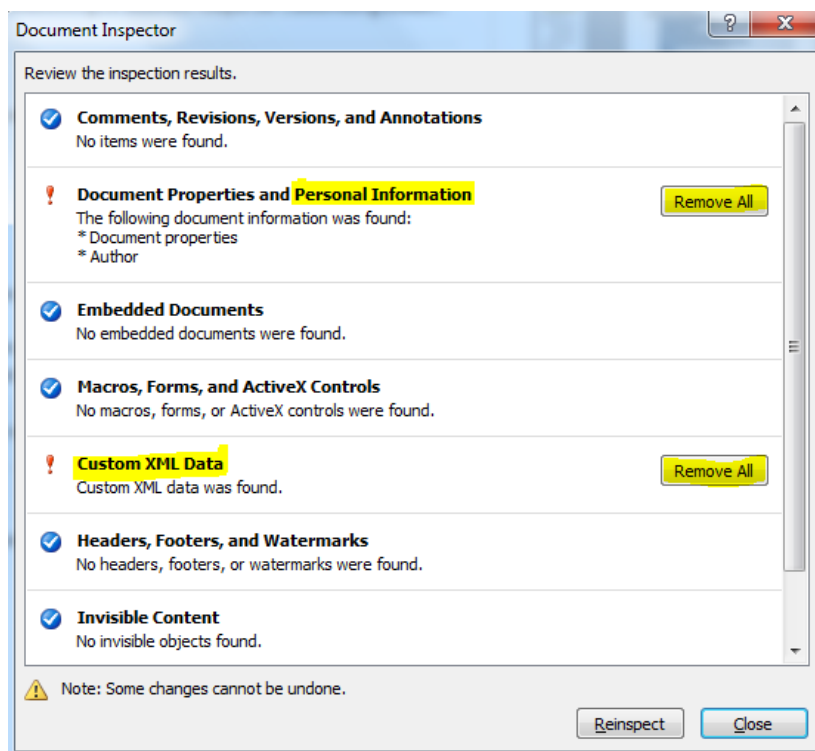 Document Inspector
Review the inspection results.
Comments, Revisions, Versions, and Annotations
No items were found.
Document Properties and Personal Information
Remove All
The following document information was found:
* Document properties
* Author
Embedded Documents
No embedded documents were found.
Macros, Forms, and ActiveX Controls
No macros, forms, or ActiveX controls were found.
Custom XML Data
Remove All
Custom XML data was found.
Headers, Footers, and Watermarks
No headers, footers, or watermarks were found.
Invisible Content
No invisible objects found.
Note: Some changes cannot be undone.
Reinspect
Close